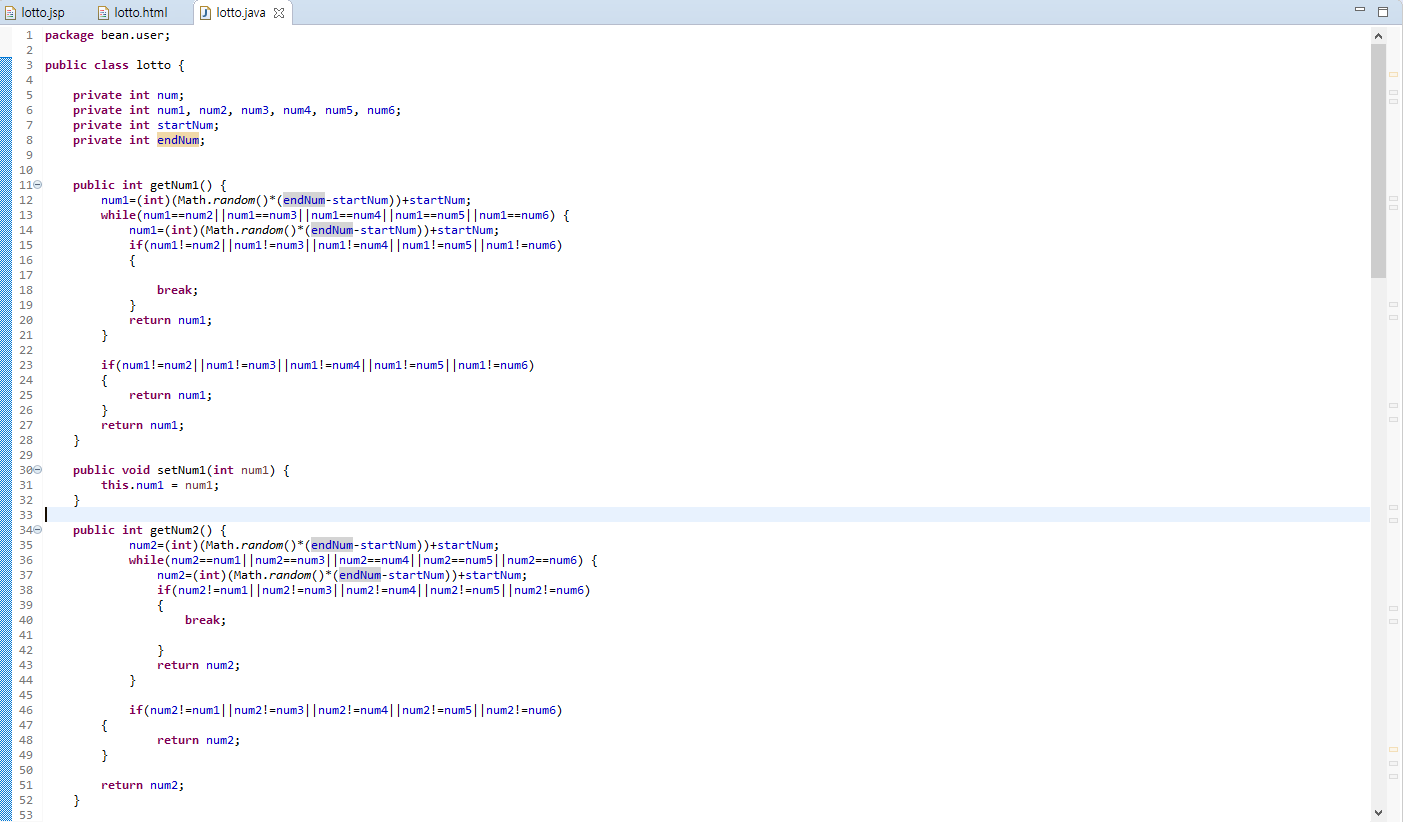 lotto.jsp lotto.html lotto.java
1 package bean.user;
2
3 public class lotto {
4
5 private int num;
6 private int num1, num2, num3, num4, num5, num6;
7 private int startNum;
8 private int endNum;
9
10
11 public int getNum1() {
12 num1=(int)(Math.random()*(endNum-startNum))+startNum;
13 while(num1==num2||num1==num3||num1==num4||num1==num5||num1==num6) {
14 num1=(int)(Math.random()*(endNum-startNum))+startNum;
15 if(num1!=num2||num1!=num3||num1!=num4||num1!=num5||num1!=num6)
16 {
17
18 break;
19 }
20 return num1;
21 }
22
23 if(num1!=num2||num1!=num3||num1!=num4||num1!=num5||num1!=num6)
24 {
25 return num1;
26 }
27 return num1;
28 }
29
30 public void setNum1(int num1) {
31 this.num1 = num1;
32 }
33
34 public int getNum2() {
35 num2=(int)(Math.random()*(endNum-startNum))+startNum;
36 while(num2==num1||num2==num3||num2==num4||num2==num5||num2==num6) {
37 num2=(int)(Math.random()*(endNum-startNum))+startNum;
38 if(num2!=num1||num2!=num3||num2!=num4||num2!=num5||num2!=num6)
39 {
40 break;
41
42 }
43 return num2;
44 }
45
46 if(num2!=num1||num2!=num3||num2!=num4||num2!=num5||num2!=num6)
47 {
48 return num2;
49 }
50
51 return num2;
52 }
53